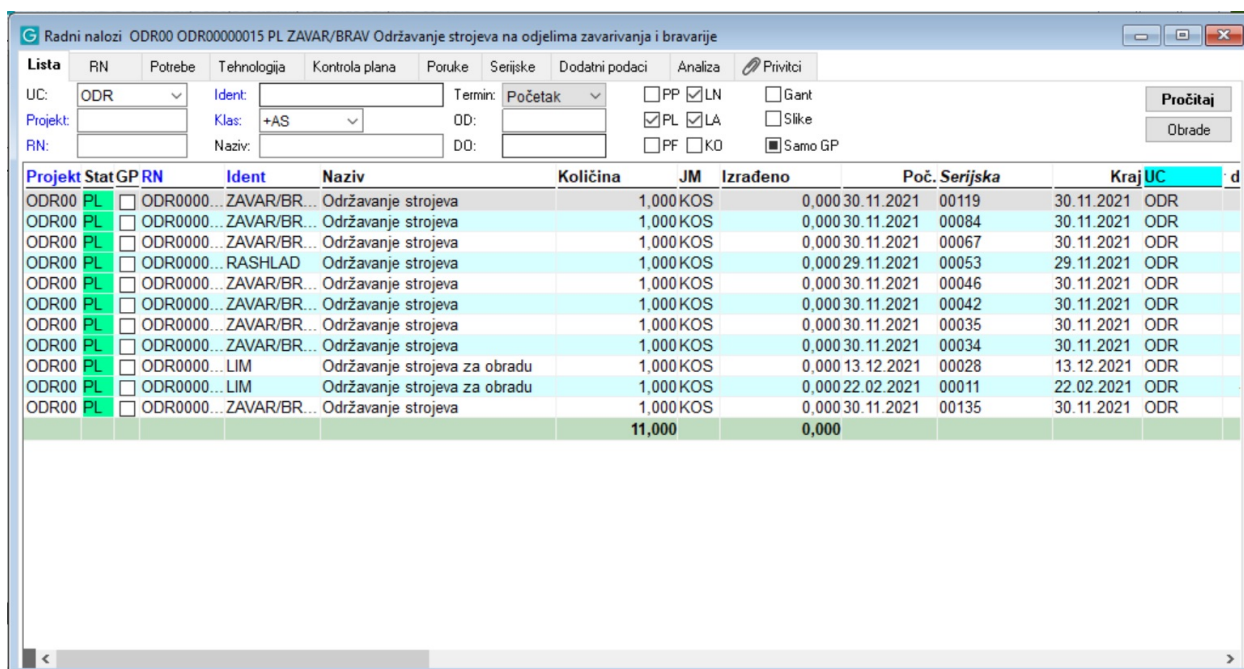 Radni nalozi ODR00 ODR00000015 PL ZAVAR/BRAV Održavanje strojeva na odjelima zavarivanja i bravarije
Lista RN Potrebe Tehnologija Kontrola plana Poruke Serijske Dodatni podaci Analiza Privitci
UC: ODR Ident: Termin: Početak PP LN Gant Pročitaj
Projekt: Klas: +AS OD: PL LA Slike Obrade
RN: Naziv: DO: PF KO Samo GP
Projekt Stat GP RN Ident Naziv Količina JM Izrađeno Poč. Serijska Kraj UC d
ODR00 PL ODR0000... ZAVAR/BR... Održavanje strojeva 1,000 KOS 0,000 30.11.2021 00119 30.11.2021 ODR
ODR00 PL ODR0000... ZAVAR/BR... Održavanje strojeva 1,000 KOS 0,000 30.11.2021 00084 30.11.2021 ODR
ODR00 PL ODR0000... ZAVAR/BR... Održavanje strojeva 1,000 KOS 0,000 30.11.2021 00067 30.11.2021 ODR
ODR00 PL ODR0000... RASHLAD Održavanje strojeva 1,000 KOS 0,000 29.11.2021 00053 29.11.2021 ODR
ODR00 PL ODR0000... ZAVAR/BR... Održavanje strojeva 1,000 KOS 0,000 30.11.2021 00046 30.11.2021 ODR
ODR00 PL ODR0000... ZAVAR/BR... Održavanje strojeva 1,000 KOS 0,000 30.11.2021 00042 30.11.2021 ODR
ODR00 PL ODR0000... ZAVAR/BR... Održavanje strojeva 1,000 KOS 0,000 30.11.2021 00035 30.11.2021 ODR
ODR00 PL ODR0000... ZAVAR/BR... Održavanje strojeva 1,000 KOS 0,000 30.11.2021 00034 30.11.2021 ODR
ODR00 PL ODR0000... LIM Održavanje strojeva za obradu 1,000 KOS 0,000 13.12.2021 00028 13.12.2021 ODR
ODR00 PL ODR0000... LIM Održavanje strojeva za obradu 1,000 KOS 0,000 22.02.2021 00011 22.02.2021 ODR
ODR00 PL ODR0000... ZAVAR/BR... Održavanje strojeva 1,000 KOS 0,000 30.11.2021 00135 30.11.2021 ODR
11,000 0,000